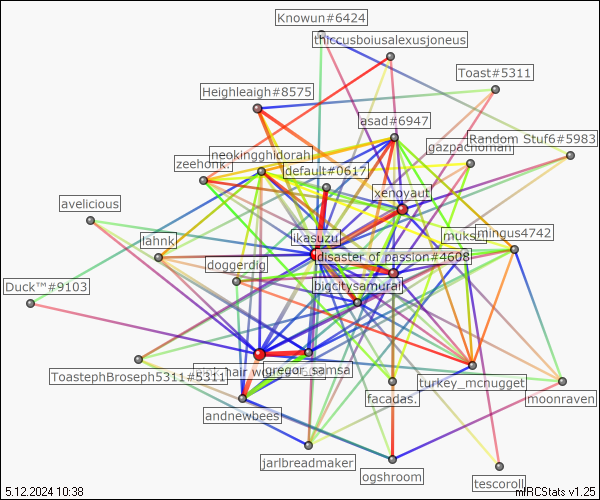 Knowun#6424
thiccusboiusalexusjoneus
Toast#5311
Heighleigh#8575
asad#6947
Random Stuf6#5983
gazpachoman
neokingghidorah
zeehonk.
default#0617
xenoyaut
avelicious
ikasuzu
muks
mingus4742
lahnk
disaster of passion#4608
doggerdig
bigcitysamurai
Duck™#9103
gregor_samsa
hair
ToastephBroseph5311#5311
turkey_mcnugget
facadas.
moonraven
andnewbees
jarlbreadmaker
ogshroom
tescoroll
5.12.2024 10:38
mIRCStats v1.25